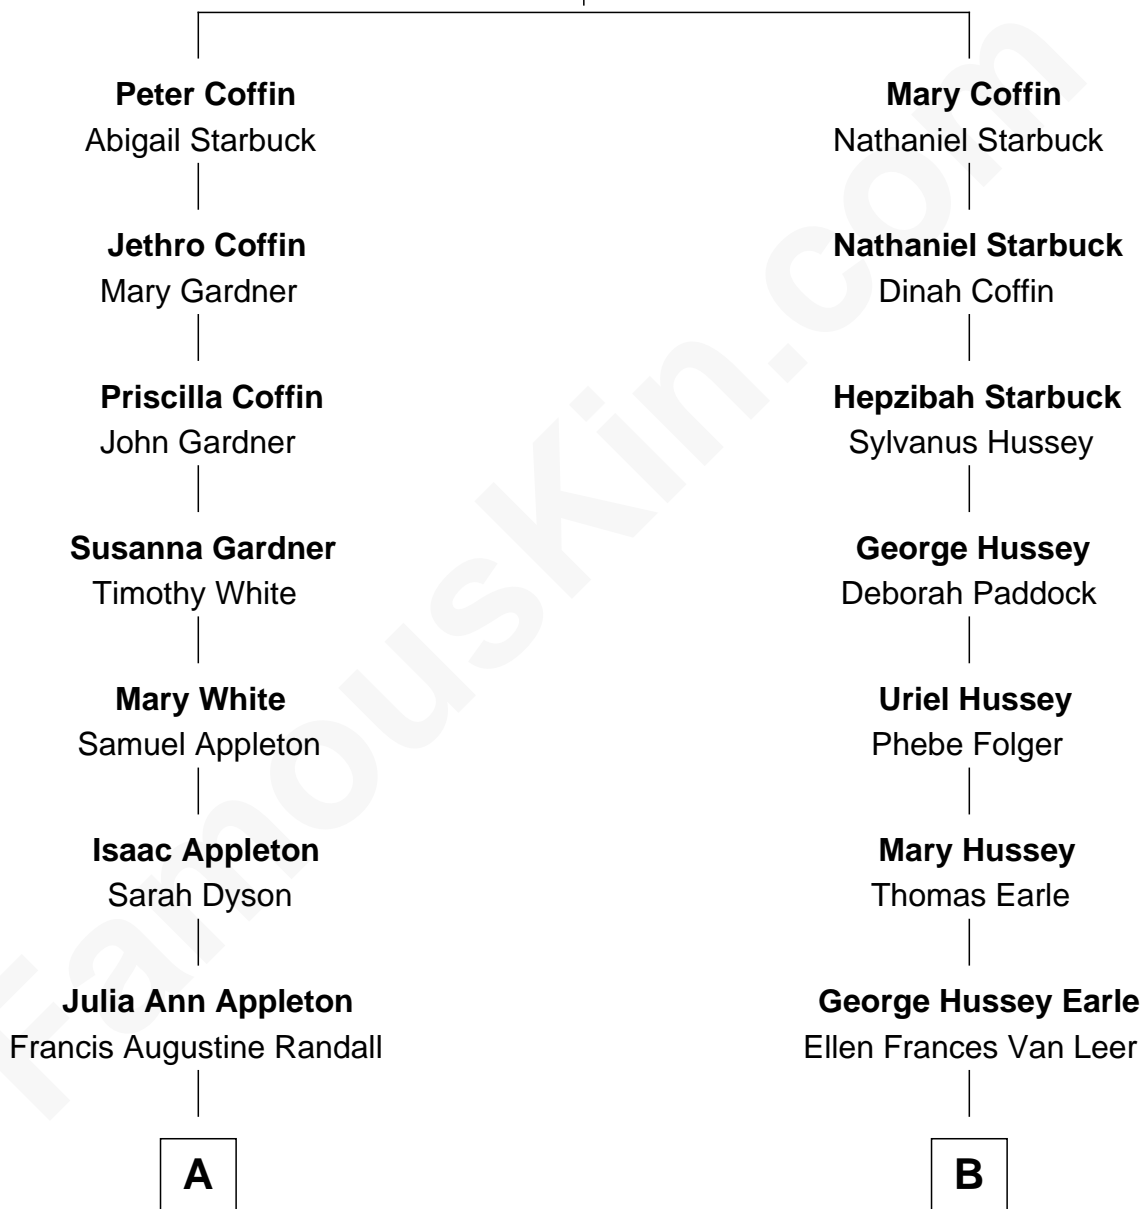 Peter Coffin
Abigail Starbuck
Jethro Coffin
Mary Gardner
Priscilla Coffin
John Gardner
Susanna Gardner
Timothy White
Mary White
Samuel Appleton
Isaac Appleton
Sarah Dyson
Julia Ann Appleton
Francis Augustine Randall
A
Mary Coffin
Nathaniel Starbuck
Nathaniel Starbuck
Dinah Coffin
Hepzibah Starbuck
Sylvanus Hussey
George Hussey
Deborah Paddock
Uriel Hussey
Phebe Folger
Mary Hussey
Thomas Earle
George Hussey Earle
Ellen Frances Van Leer
B
FamousKin.com